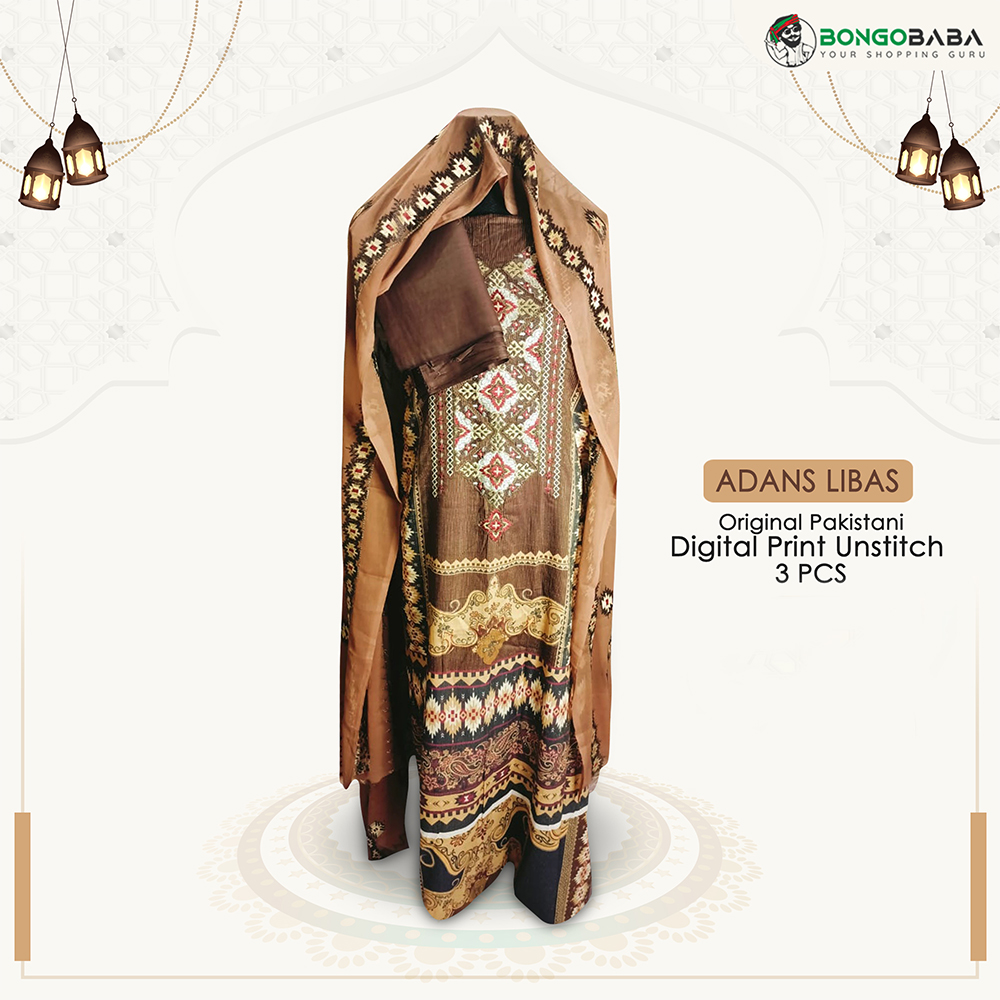 BONGOBABA
YOUR SHOPPING GURU
ADANS LIBAS
Original Pakistani
Digital Print Unstitch
3 PCS